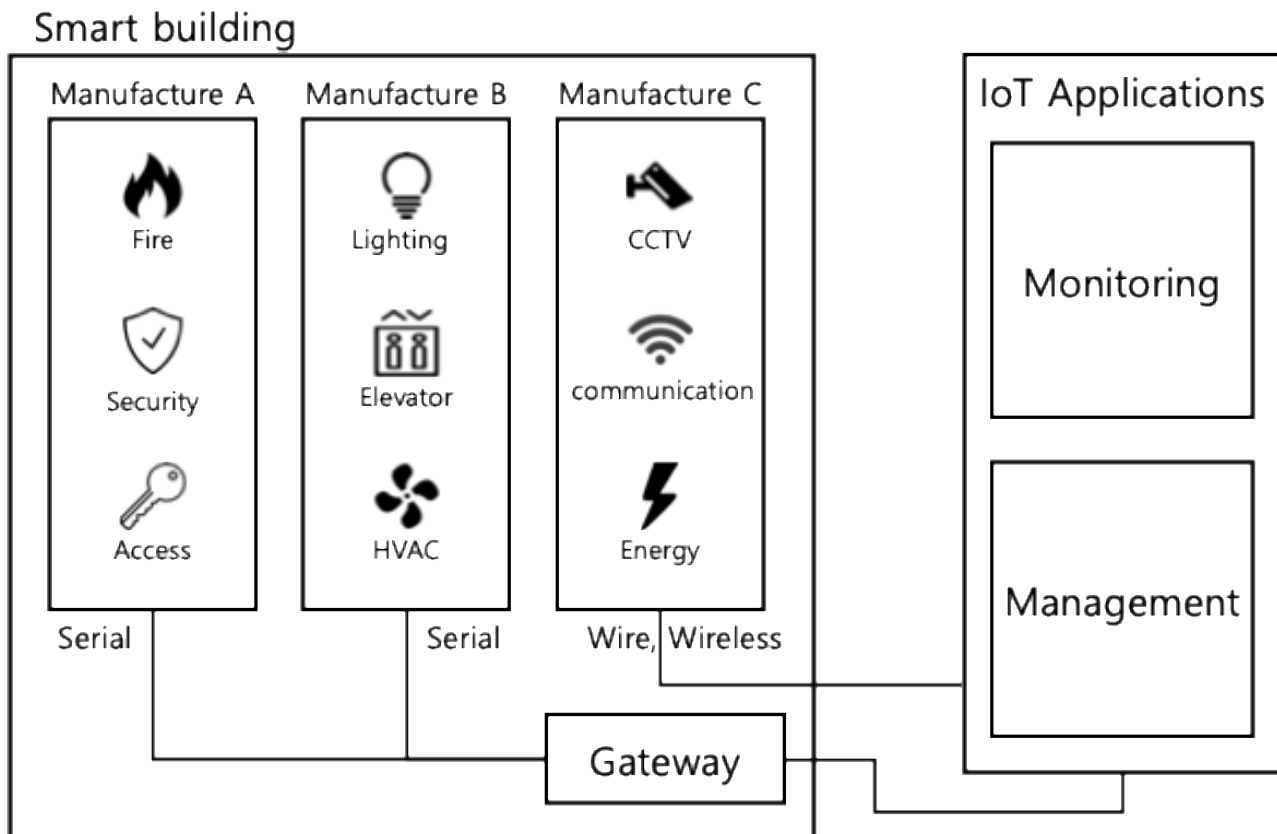 Smart building
Manufacture A
Fire
Security
Access
Serial
Manufacture B
Lighting
Elevator
HVAC
Serial
Manufacture C
CCTV
communication
Energy
Wire, Wireless
Gateway
IoT Applications
Monitoring
Management